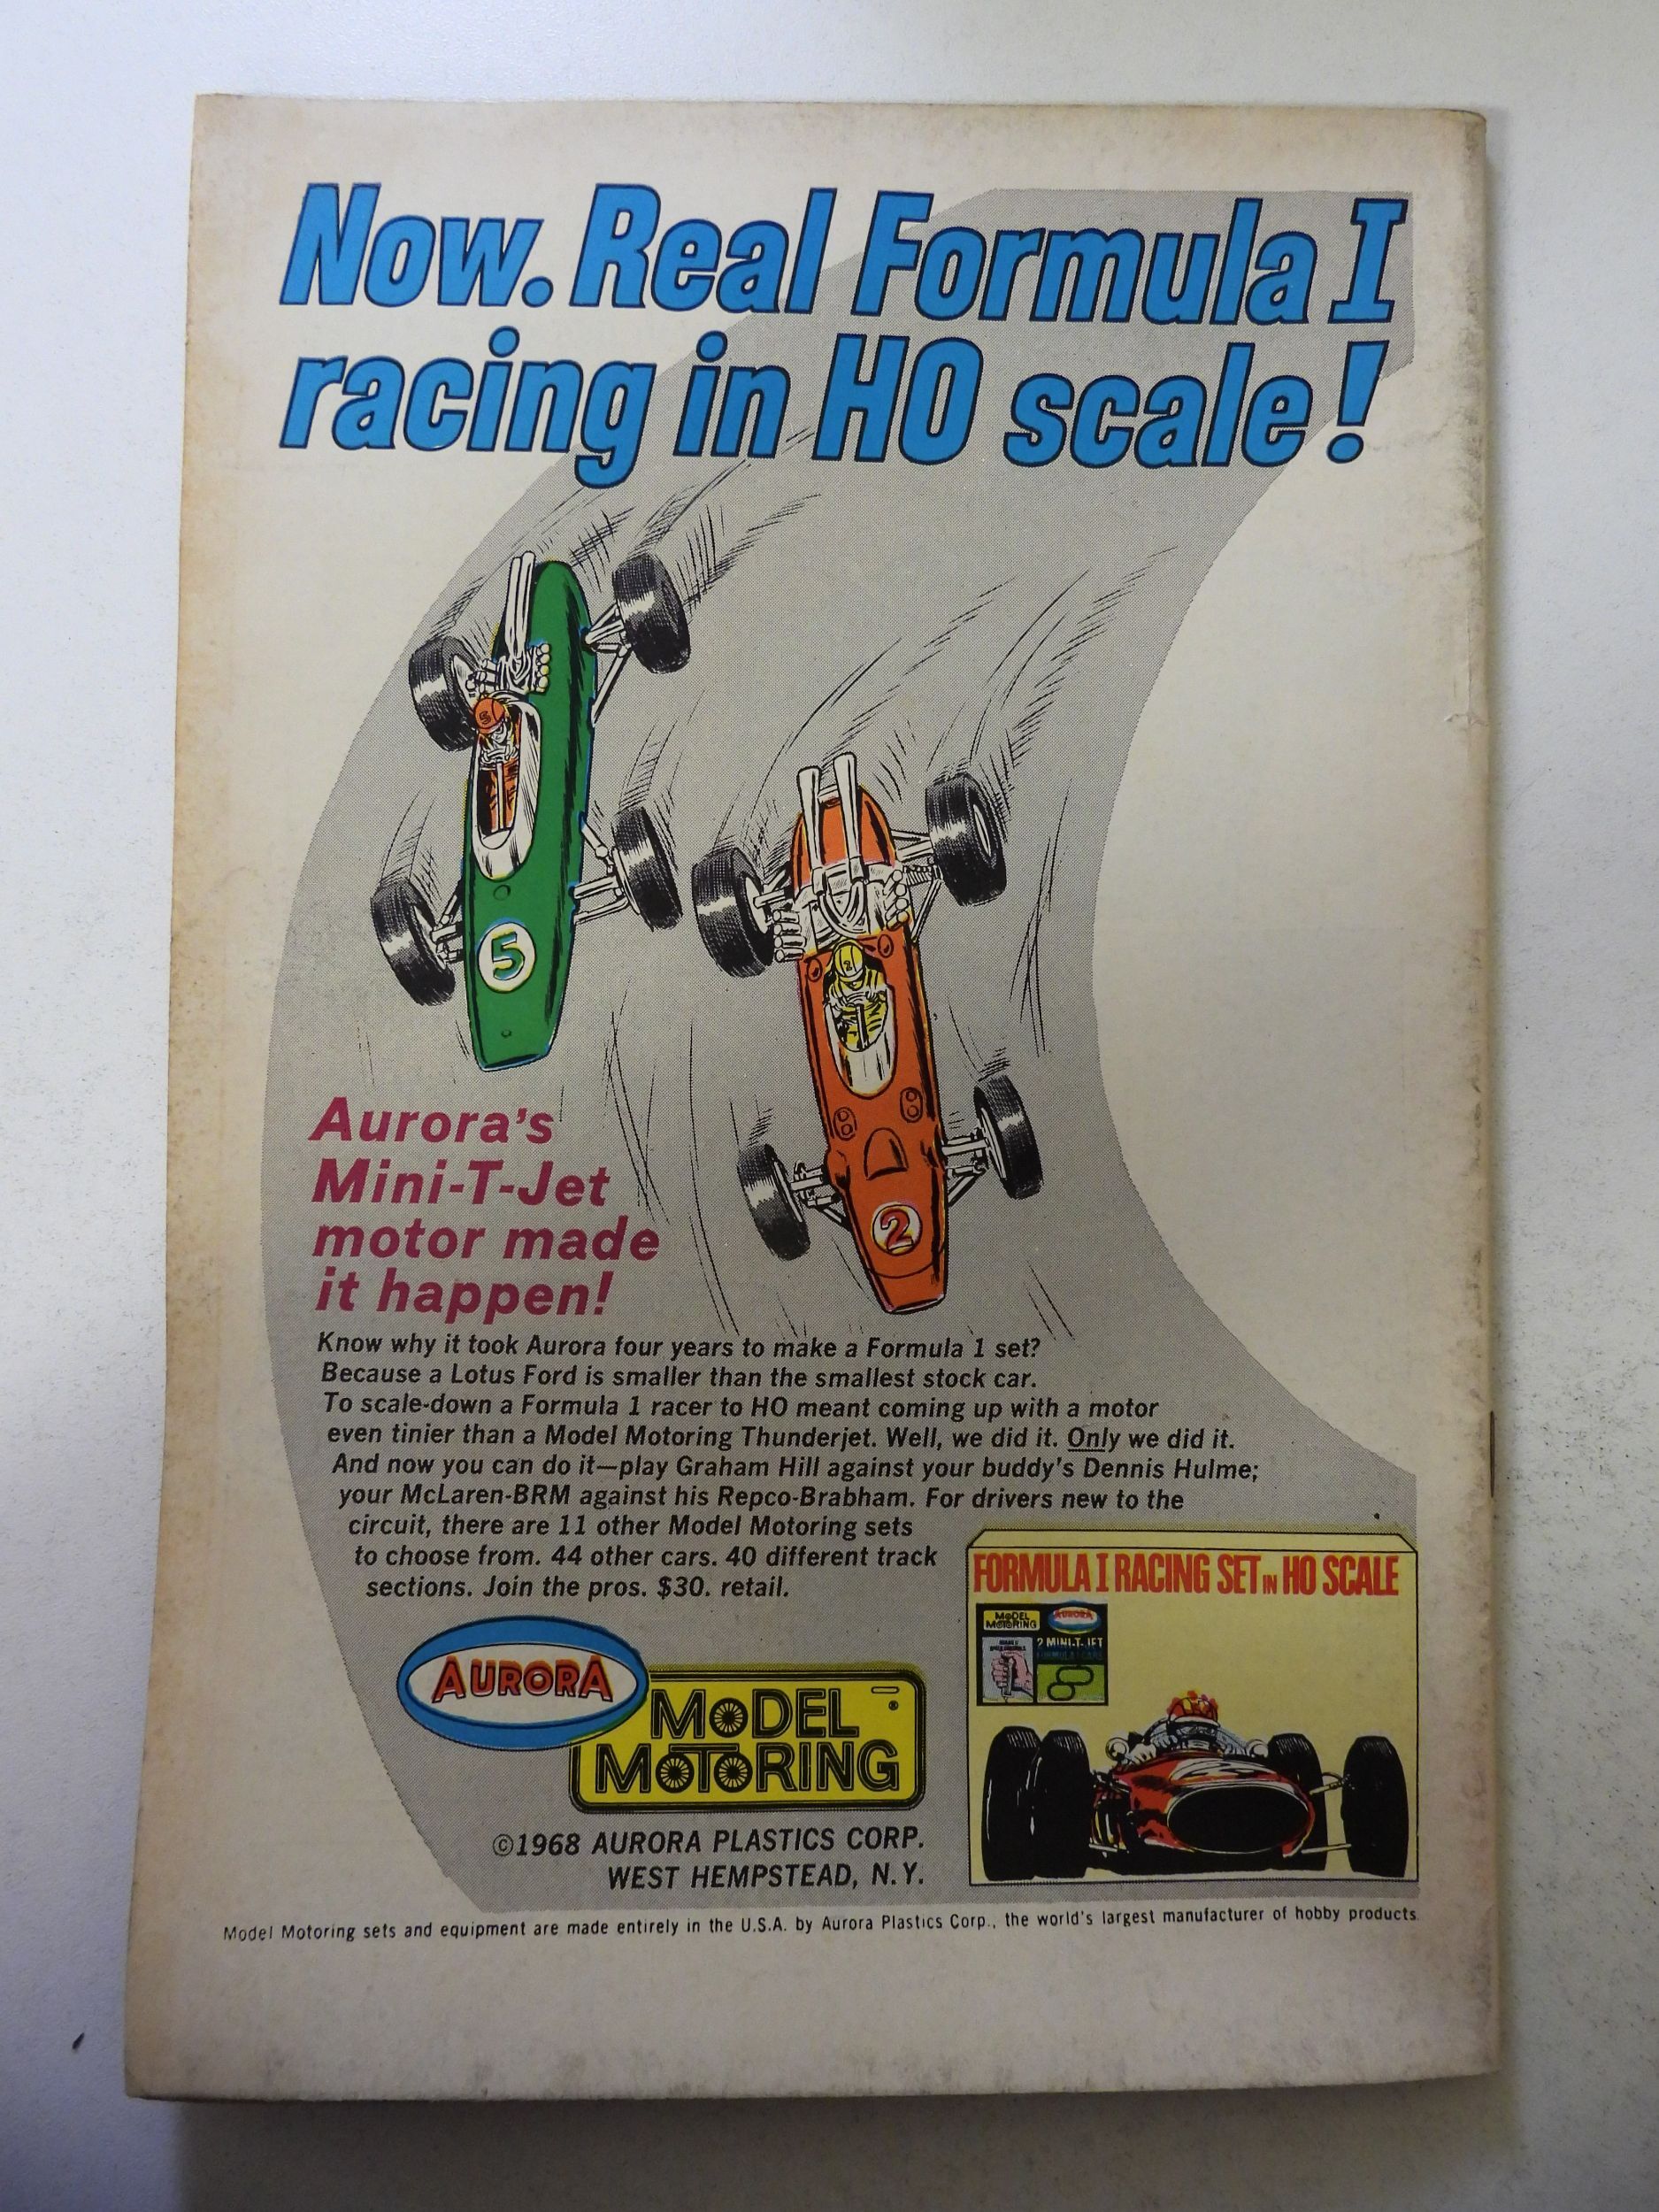 Now. Real Formula I
racing in HO scale!
5
5
2
2
Aurora's
Mini-T-Jet
motor made
it happen!
Know why it took Aurora four years to make a Formula 1 set?
Because a Lotus Ford is smaller than the smallest stock car.
To scale-down a Formula 1 racer to HO meant coming up with a motor
even tinier than a Model Motoring Thunderjet. Well, we did it. Only we did it.
And now you can do it—play Graham Hill against your buddy's Dennis Hulme;
your McLaren-BRM against his Repco-Brabham. For drivers new to the
circuit, there are 11 other Model Motoring sets
to choose from. 44 other cars. 40 different track
sections. Join the pros. $30. retail.
FORMULA I RACING SET IN HO SCALE
MODEL MOTORING
AURORA
2 MINI-T-JET
AURORA
MODEL
MOTORING
®
©1968 AURORA PLASTICS CORP.
WEST HEMPSTEAD, N.Y.
Model Motoring sets and equipment are made entirely in the U.S.A. by Aurora Plastics Corp., the world's largest manufacturer of hobby products.